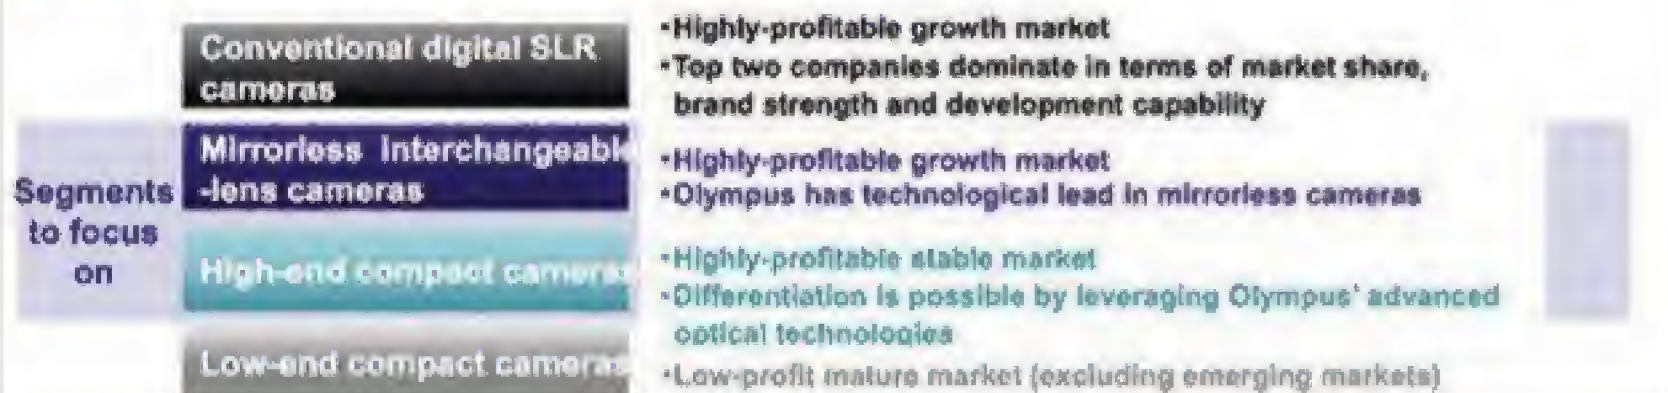 Conventional digital SLR
cameras
•Highly-profitable growth market
•Top two companies dominate in terms of market share,
brand strength and development capability
Segments
to focus
on
Mirrorless interchangeable
-lens cameras
•Highly-profitable growth market
•Olympus has technological lead in mirrorless cameras
High-end compact cameras
•Highly-profitable stable market
•Differentiation is possible by leveraging Olympus' advanced
optical technologies
Low-end compact cameras
•Low-profit mature market (excluding emerging markets)